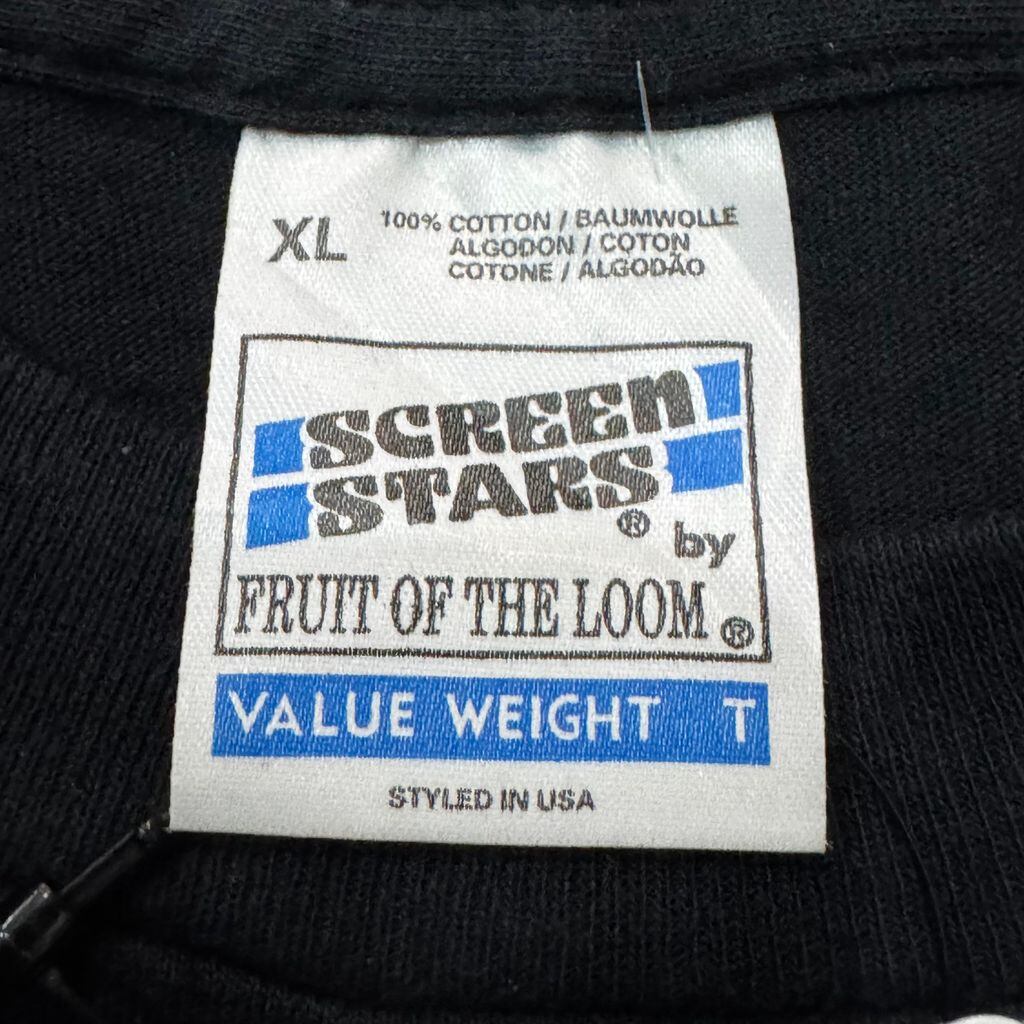 XL
100% COTTON / BAUMWOLLE
ALGODON / COTON
COTONE / ALGODÃO
SCREEN
STARS®
by
FRUIT OF THE LOOM®
VALUE WEIGHT T
STYLED IN USA